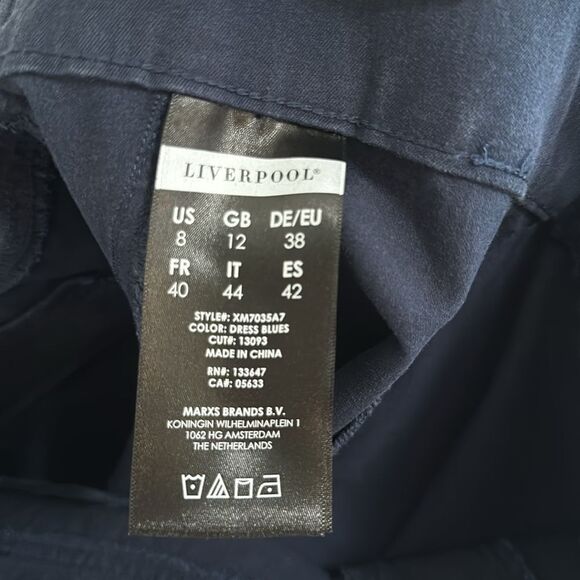 LIVERPOOL®
US GB DE/EU
8 12 38
FR IT ES
40 44 42
STYLE#: XM7035A7
COLOR: DRESS BLUES
CUT#: 13093
MADE IN CHINA
RN#: 133647
CA#: 05633
MARXS BRANDS B.V.
KONINGIN WILHELMINAPLEIN 1
1062 HG AMSTERDAM
THE NETHERLANDS